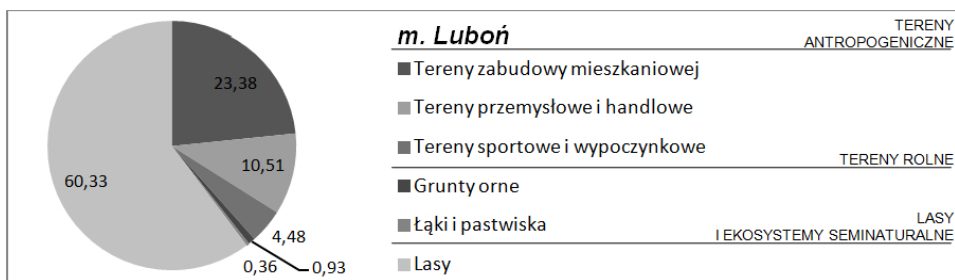 23,38
10,51
4,48
0,93
0,36
60,33
m. Luboń
TERENY
ANTROPOGENICZNE
Tereny zabudowy mieszkaniowej
Tereny przemysłowe i handlowe
Tereny sportowe i wypoczynkowe
TERENY ROLNE
Grunty orne
Łąki i pastwiska
LASY
I EKOSYSTEMY SEMINATURALNE
Lasy